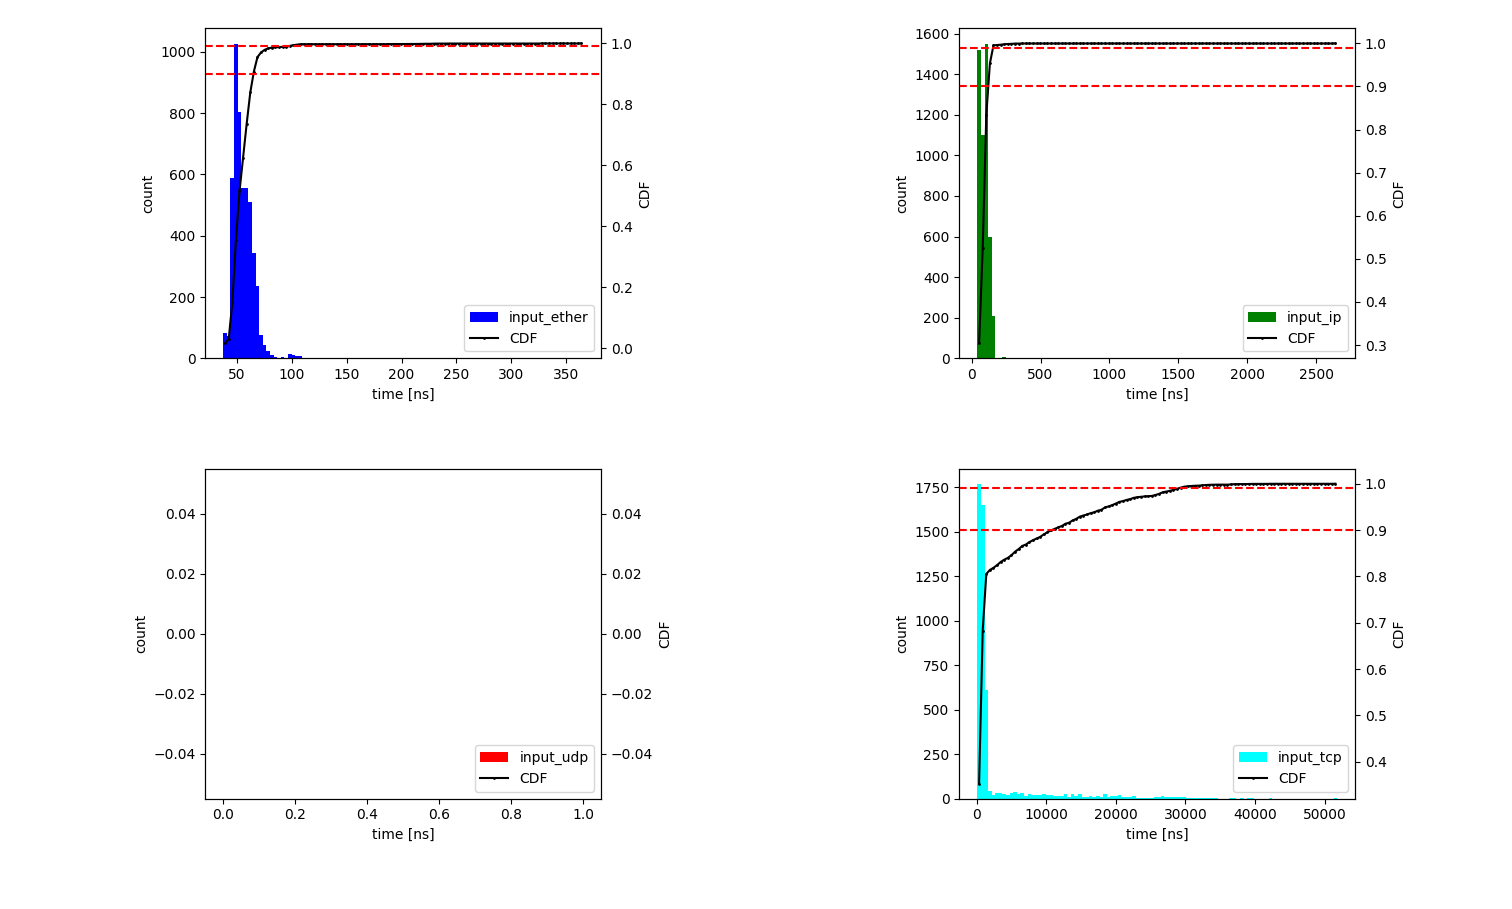 1000
800
600
400
200
0
count
1.0
0.8
0.6
0.4
0.2
0.0
CDF
input_ether
CDF
50 100 150 200 250 300 350
time [ns]
1600
1400
1200
1000
800
600
400
200
0
count
1.0
0.9
0.8
0.7
0.6
0.5
0.4
0.3
CDF
input_ip
CDF
0 500 1000 1500 2000 2500
time [ns]
0.04
0.02
0.00
−0.02
−0.04
count
0.04
0.02
0.00
−0.02
−0.04
CDF
input_udp
CDF
0.0 0.2 0.4 0.6 0.8 1.0
time [ns]
1750
1500
1250
1000
750
500
250
0
count
1.0
0.9
0.8
0.7
0.6
0.5
0.4
CDF
input_tcp
CDF
0 10000 20000 30000 40000 50000
time [ns]